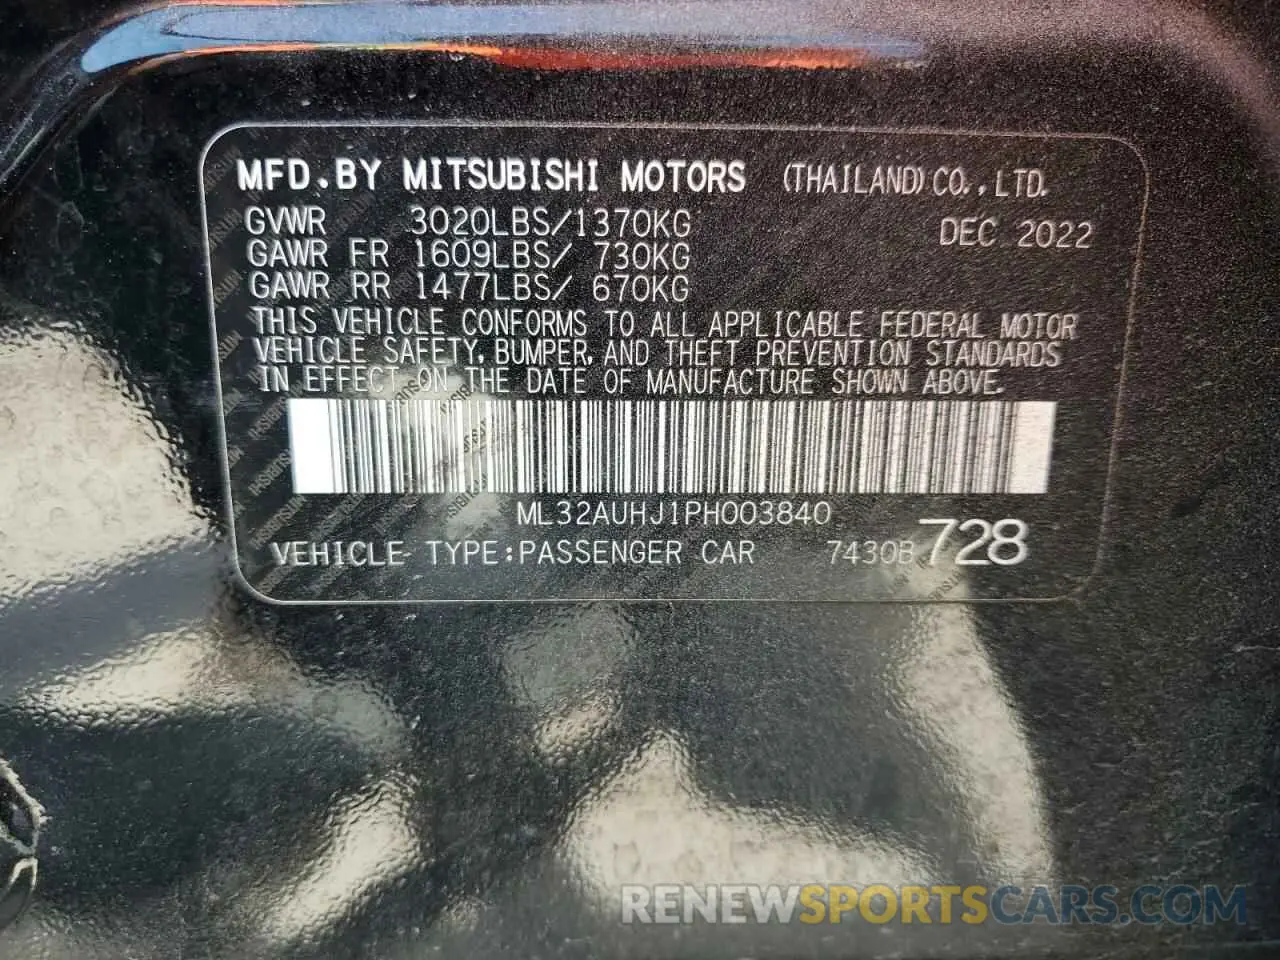 MFD.BY MITSUBISHI MOTORS (THAILAND) CO.,LTD.
GVWR 3020LBS/1370KG DEC 2022
GAWR FR 1609LBS/ 730KG
GAWR RR 1477LBS/ 670KG
THIS VEHICLE CONFORMS TO ALL APPLICABLE FEDERAL MOTOR
VEHICLE SAFETY, BUMPER, AND THEFT PREVENTION STANDARDS
IN EFFECT ON THE DATE OF MANUFACTURE SHOWN ABOVE.
ML32AUHJ1PH003840
VEHICLE TYPE:PASSENGER CAR 7430B 728
RENEWSPORTSCARS.COM